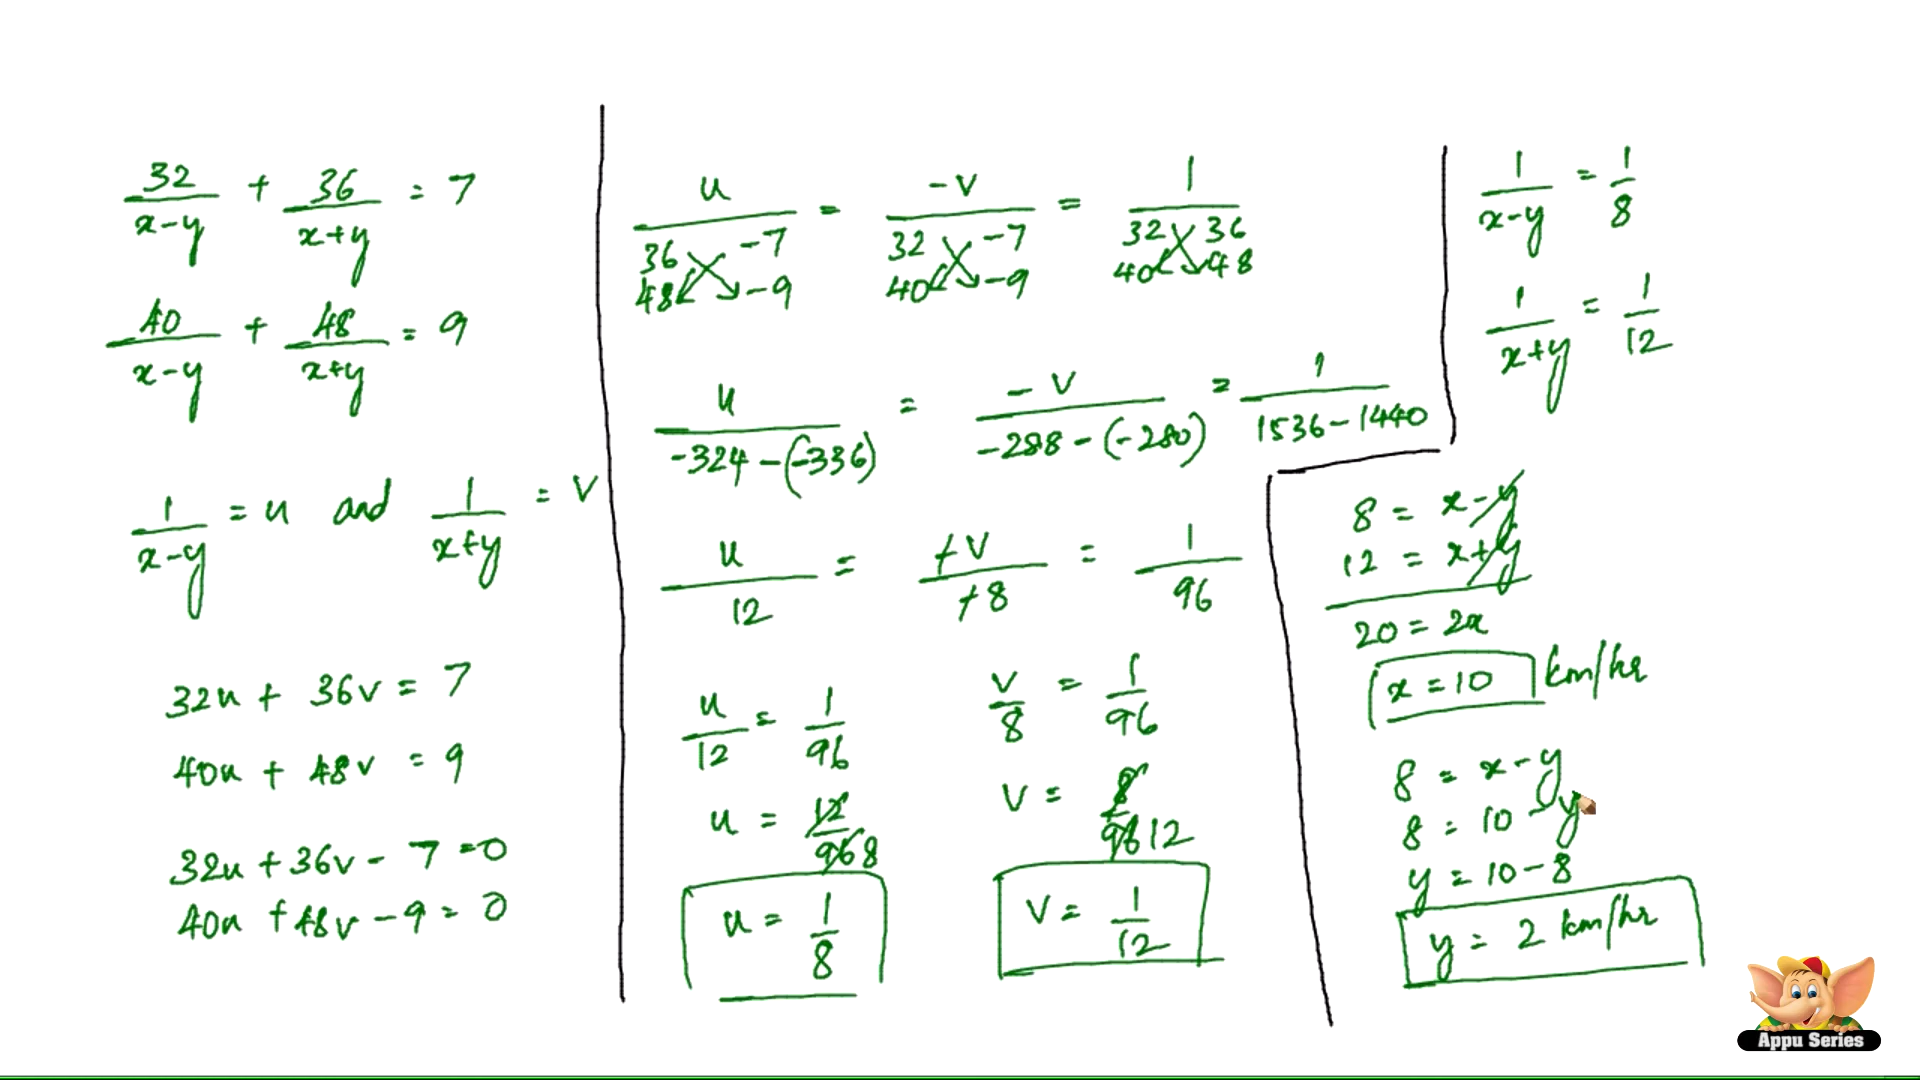 32/(x-y) + 36/(x+y) = 7
40/(x-y) + 48/(x+y) = 9
1/(x-y) = u and 1/(x+y) = v
32u + 36v = 7
40u + 48v = 9
32u + 36v - 7 = 0
40u + 48v - 9 = 0
u/(36 -7 48 -9) = -v/(32 -7 40 -9) = 1/(32 36 40 48)
u/(-324-(-336)) = -v/(-288-(-280)) = 1/(1536-1440)
u/12 = -v/-8 = 1/96
u/12 = 1/96
u = 12/96 8
u = 1/8
v/8 = 1/96
v = 8/96 12
v = 1/12
1/(x-y) = 1/8
1/(x+y) = 1/12
8 = x-y
12 = x+y
20 = 2x
x = 10 km/hr
8 = x-y
8 = 10-y
y = 10-8
y = 2 km/hr
Appu Series